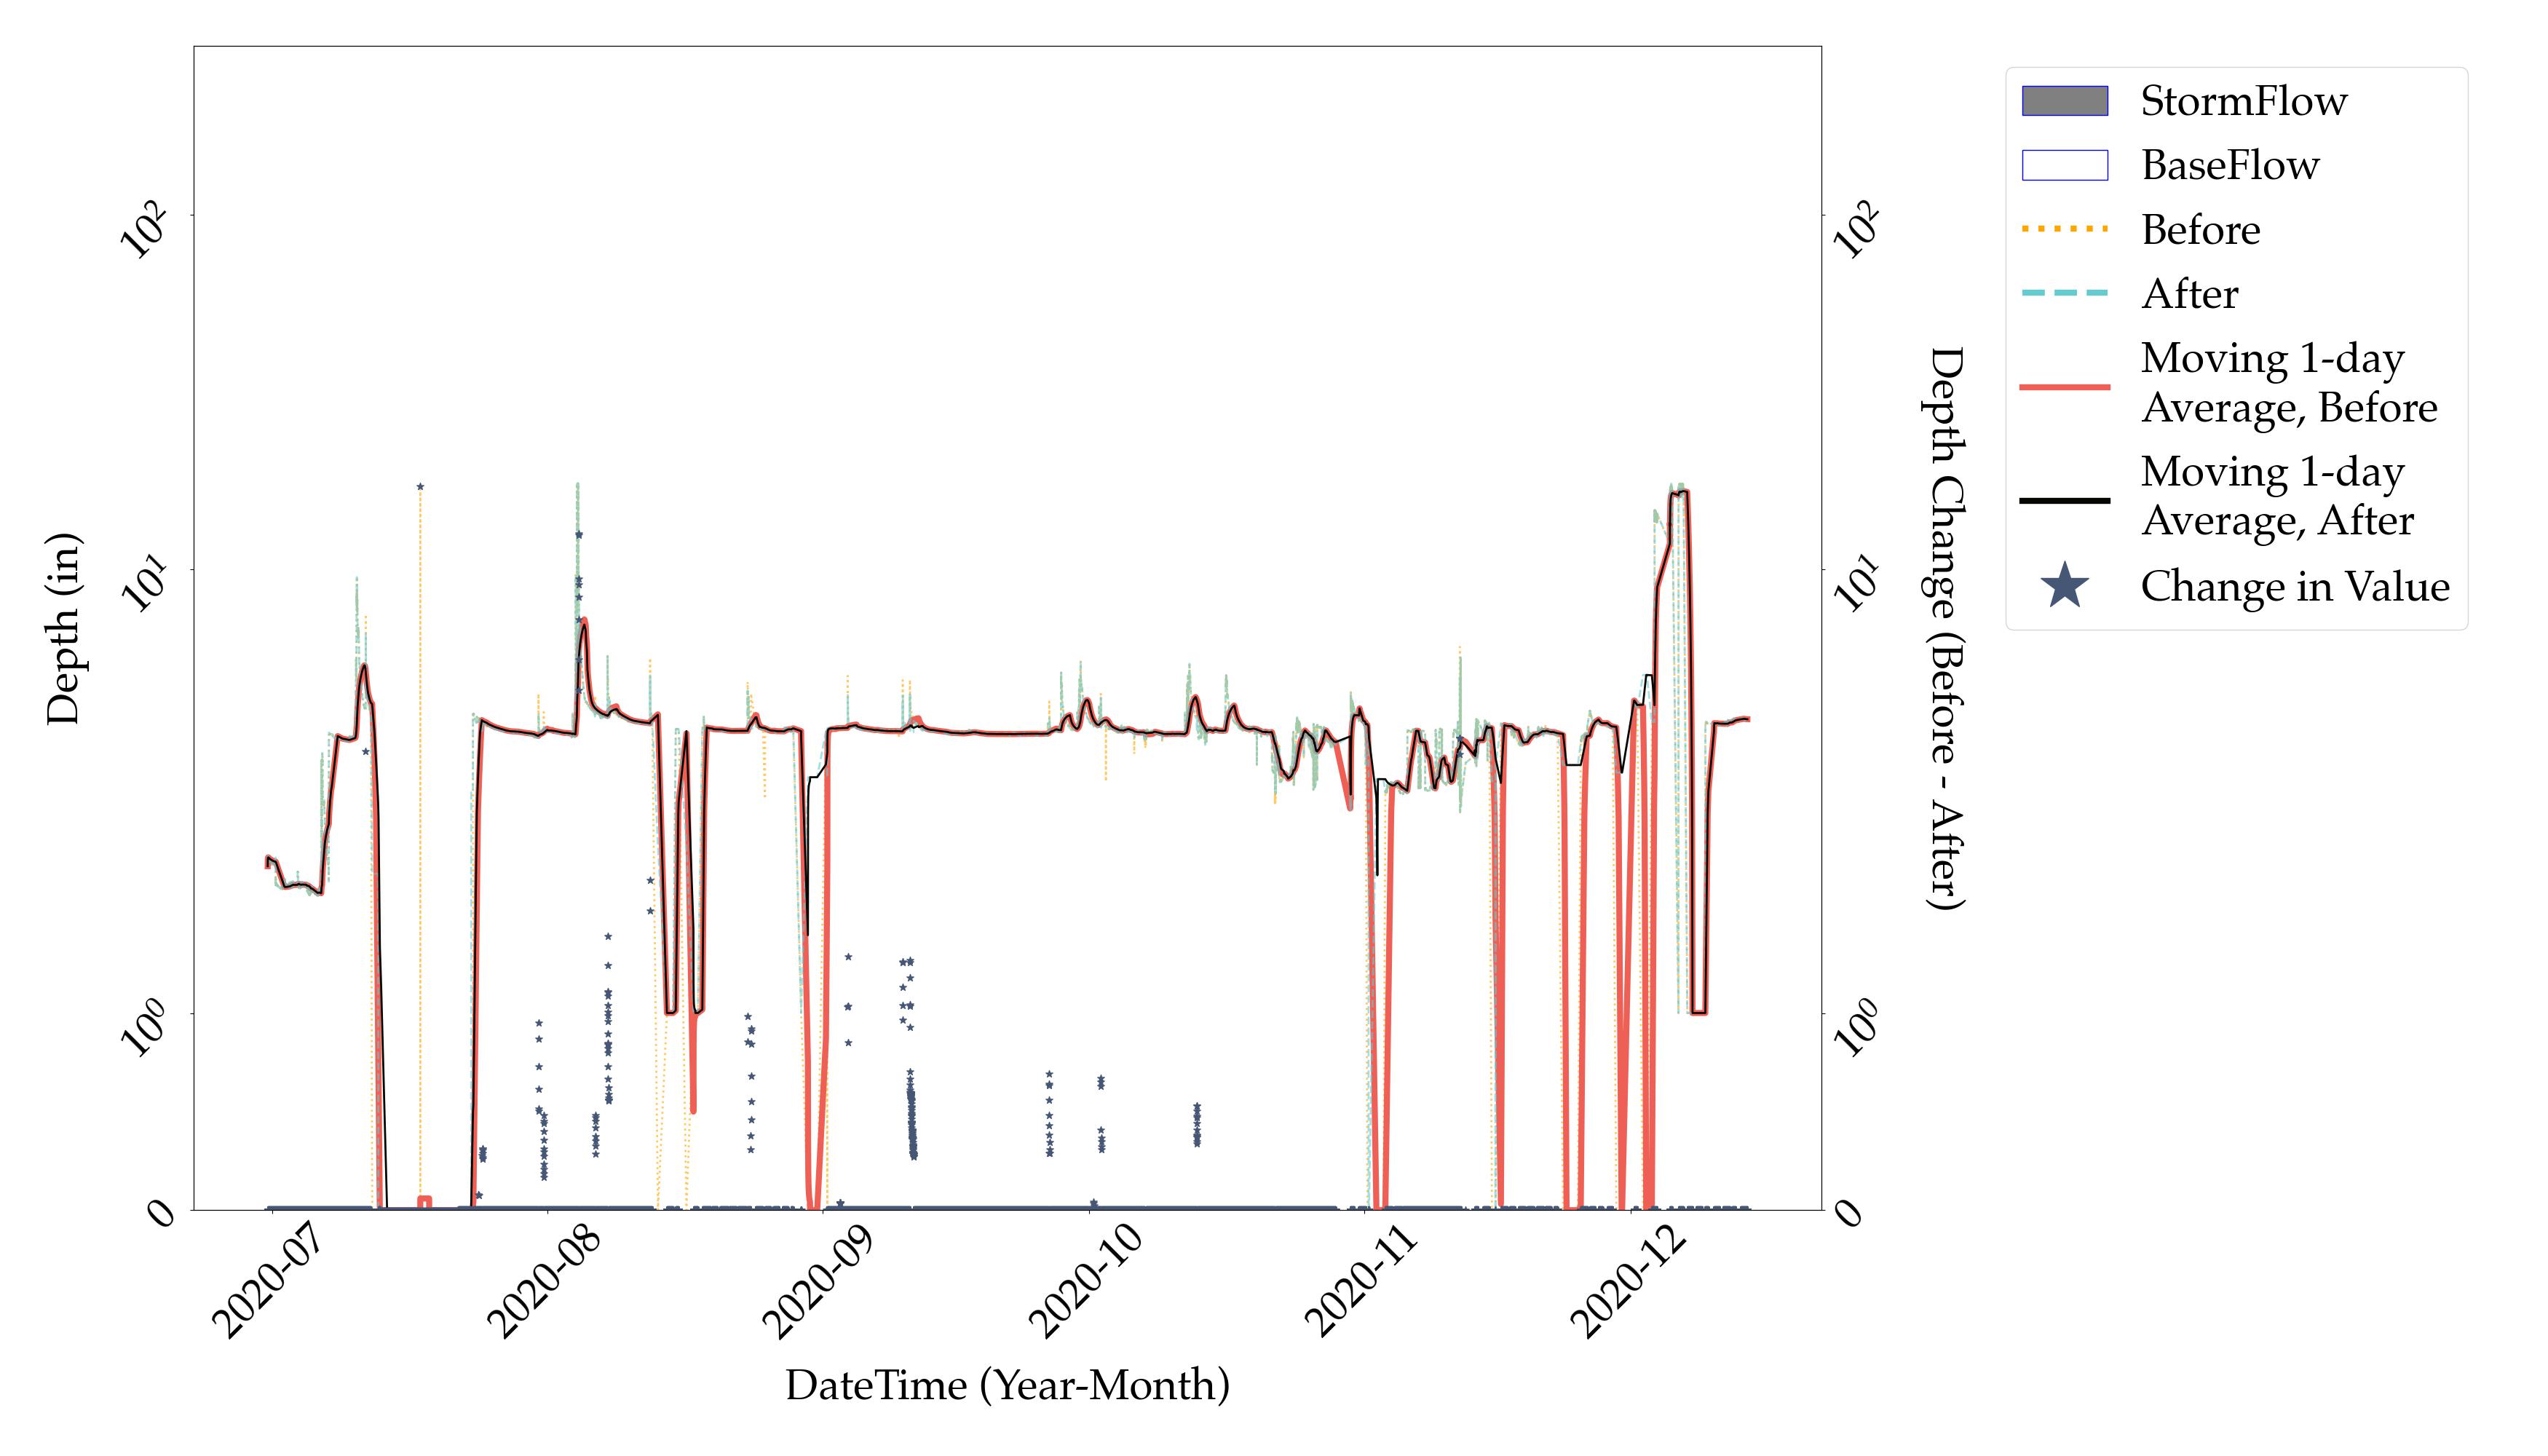 Depth (in)
10²
10¹
10⁰
0
2020-07
2020-08
2020-09
2020-10
2020-11
2020-12
DateTime (Year-Month)
10²
10¹
10⁰
0
Depth Change (Before - After)
StormFlow
BaseFlow
Before
After
Moving 1-day
Average, Before
Moving 1-day
Average, After
Change in Value